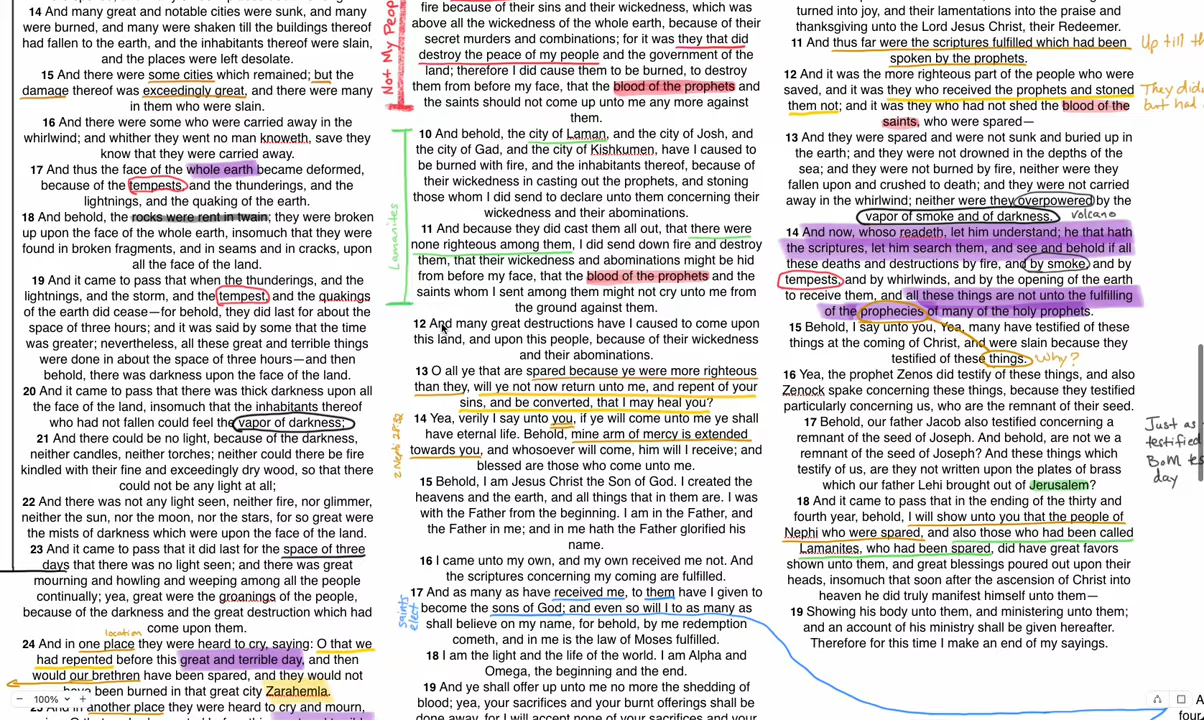 14 And many great and notable cities were sunk, and many
were burned, and many were shaken till the buildings thereof
had fallen to the earth, and the inhabitants thereof were slain,
and the places were left desolate.
15 And there were some cities which remained; but the
damage thereof was exceedingly great, and there were many
in them who were slain.
16 And there were some who were carried away in the
whirlwind; and whither they went no man knoweth, save they
know that they were carried away.
17 And thus the face of the whole earth became deformed,
because of the tempests, and the thunderings, and the
lightnings, and the quaking of the earth.
18 And behold, the rocks were rent in twain; they were broken
up upon the face of the whole earth, insomuch that they were
found in broken fragments, and in seams and in cracks, upon
all the face of the land.
19 And it came to pass that when the thunderings, and the
lightnings, and the storm, and the tempest, and the quakings
of the earth did cease—for behold, they did last for about the
space of three hours; and it was said by some that the time
was greater; nevertheless, all these great and terrible things
were done in about the space of three hours—and then
behold, there was darkness upon the face of the land.
20 And it came to pass that there was thick darkness upon all
the face of the land, insomuch that the inhabitants thereof
who had not fallen could feel the vapor of darkness;
21 And there could be no light, because of the darkness,
neither candles, neither torches; neither could there be fire
kindled with their fine and exceedingly dry wood, so that there
could not be any light at all;
22 And there was not any light seen, neither fire, nor glimmer,
neither the sun, nor the moon, nor the stars, for so great were
the mists of darkness which were upon the face of the land.
23 And it came to pass that it did last for the space of three
days that there was no light seen; and there was great
mourning and howling and weeping among all the people
continually; yea, great were the groanings of the people,
because of the darkness and the great destruction which had
come upon them.
location
24 And in one place they were heard to cry, saying: O that we
had repented before this great and terrible day, and then
would our brethren have been spared, and they would not
have been burned in that great city Zarahemla.
100%
25 And in another place they were heard to cry and mourn,
Not My People
fire because of their sins and their wickedness, which was
above all the wickedness of the whole earth, because of their
secret murders and combinations; for it was they that did
destroy the peace of my people and the government of the
land; therefore I did cause them to be burned, to destroy
them from before my face, that the blood of the prophets and
the saints should not come up unto me any more against
them.
Lamanites
10 And behold, the city of Laman, and the city of Josh, and
the city of Gad, and the city of Kishkumen, have I caused to
be burned with fire, and the inhabitants thereof, because of
their wickedness in casting out the prophets, and stoning
those whom I did send to declare unto them concerning their
wickedness and their abominations.
11 And because they did cast them all out, that there were
none righteous among them, I did send down fire and destroy
them, that their wickedness and abominations might be hid
from before my face, that the blood of the prophets and the
saints whom I sent among them might not cry unto me from
the ground against them.
12 And many great destructions have I caused to come upon
this land, and upon this people, because of their wickedness
and their abominations.
13 O all ye that are spared because ye were more righteous
than they, will ye not now return unto me, and repent of your
sins, and be converted, that I may heal you?
2 Nephi 28:32
14 Yea, verily I say unto you, if ye will come unto me ye shall
have eternal life. Behold, mine arm of mercy is extended
towards you, and whosoever will come, him will I receive; and
blessed are those who come unto me.
15 Behold, I am Jesus Christ the Son of God. I created the
heavens and the earth, and all things that in them are. I was
with the Father from the beginning. I am in the Father, and
the Father in me; and in me hath the Father glorified his
name.
16 I came unto my own, and my own received me not. And
the scriptures concerning my coming are fulfilled.
saints
elect
17 And as many as have received me, to them have I given to
become the sons of God; and even so will I to as many as
shall believe on my name, for behold, by me redemption
cometh, and in me is the law of Moses fulfilled.
18 I am the light and the life of the world. I am Alpha and
Omega, the beginning and the end.
19 And ye shall offer up unto me no more the shedding of
blood; yea, your sacrifices and your burnt offerings shall be
done away, for I will accept none of your sacrifices and your
turned into joy, and their lamentations into the praise and
thanksgiving unto the Lord Jesus Christ, their Redeemer.
11 And thus far were the scriptures fulfilled which had been
spoken by the prophets.
Up till th
12 And it was the more righteous part of the people who were
saved, and it was they who received the prophets and stoned
them not; and it was they who had not shed the blood of the
saints, who were spared—
They did
but had
13 And they were spared and were not sunk and buried up in
the earth; and they were not drowned in the depths of the
sea; and they were not burned by fire, neither were they
fallen upon and crushed to death; and they were not carried
away in the whirlwind; neither were they overpowered by the
vapor of smoke and of darkness. volcano
14 And now, whoso readeth, let him understand; he that hath
the scriptures, let him search them, and see and behold if all
these deaths and destructions by fire, and by smoke, and by
tempests, and by whirlwinds, and by the opening of the earth
to receive them, and all these things are not unto the fulfilling
of the prophecies of many of the holy prophets.
15 Behold, I say unto you, Yea, many have testified of these
things at the coming of Christ, and were slain because they
testified of these things. Why?
16 Yea, the prophet Zenos did testify of these things, and also
Zenock spake concerning these things, because they testified
particularly concerning us, who are the remnant of their seed.
17 Behold, our father Jacob also testified concerning a
remnant of the seed of Joseph. And behold, are not we a
remnant of the seed of Joseph? And these things which
testify of us, are they not written upon the plates of brass
which our father Lehi brought out of Jerusalem?
Just as
testified
BoM tes
day
18 And it came to pass that in the ending of the thirty and
fourth year, behold, I will show unto you that the people of
Nephi who were spared, and also those who had been called
Lamanites, who had been spared, did have great favors
shown unto them, and great blessings poured out upon their
heads, insomuch that soon after the ascension of Christ into
heaven he did truly manifest himself unto them—
19 Showing his body unto them, and ministering unto them;
and an account of his ministry shall be given hereafter.
Therefore for this time I make an end of my sayings.
four